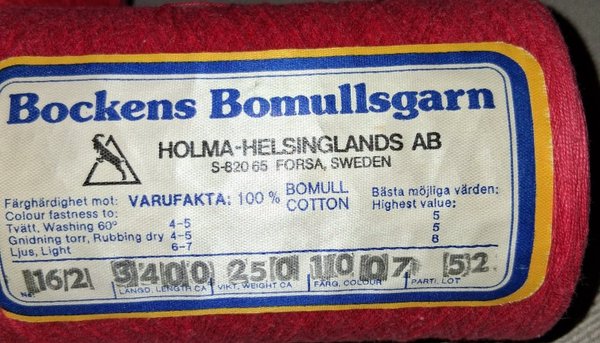 Bockens Bomullsgarn
HOLMA-HELSINGLANDS AB
S-820 65 FORSA, SWEDEN
Färghärdighet mot: VARUFAKTA: 100 % BOMULL COTTON Bästa möjliga värden:
Colour fastness to: Highest value:
Tvätt, Washing 60° 4-5 5
Gnidning torr, Rubbing dry 4-5 5
Ljus, Light 6-7 8
Nr 16/2 3400 250 1007 52
LÄNGD, LENGTH CA VIKT, WEIGHT CA FÄRG, COLOUR PARTI, LOT